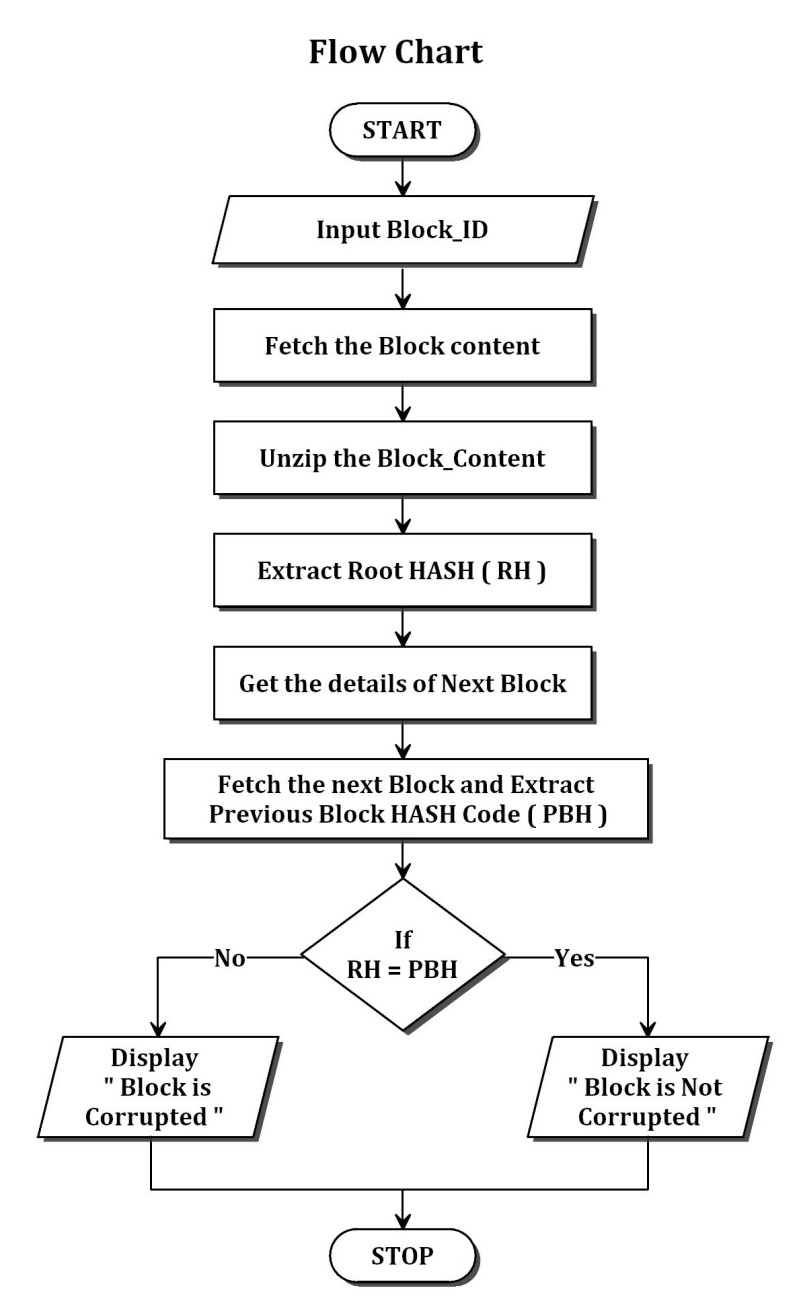 Flow Chart
START
Input Block_ID
Fetch the Block content
Unzip the Block_Content
Extract Root HASH ( RH )
Get the details of Next Block
Fetch the next Block and Extract
Previous Block HASH Code ( PBH )
If
RH = PBH
No
Yes
Display
" Block is
Corrupted "
Display
" Block is Not
Corrupted "
STOP